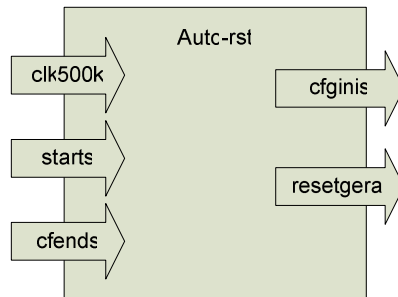 Autc-rst
clk500k
cfginis
starts
resetgera
cfends